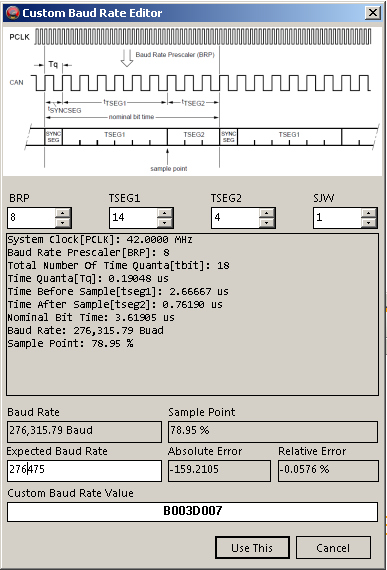 Custom Baud Rate Editor
PCLK
Tq
Baud Rate Prescaler (BRP)
CAN
tTSEG1
tTSEG2
tSYNCSEG
nominal bit time
SYNC SEG
TSEG1
TSEG2
SYNC SEG
TSEG1
sample point
BRP
TSEG1
TSEG2
SJW
8
14
4
1
System Clock[PCLK]: 42.0000 MHz
Baud Rate Prescaler[BRP]: 8
Total Number Of Time Quanta[tbit]: 18
Time Quanta[Tq]: 0.19048 us
Time Before Sample[tseg1]: 2.66667 us
Time After Sample[tseg2]: 0.76190 us
Nominal Bit Time: 3.61905 us
Baud Rate: 276,315.79 Buad
Sample Point: 78.95 %
Baud Rate
Sample Point
276,315.79 Baud
78.95 %
Expected Baud Rate
Absolute Error
Relative Error
276475
-159.2105
-0.0576 %
Custom Baud Rate Value
B003D007
Use This
Cancel